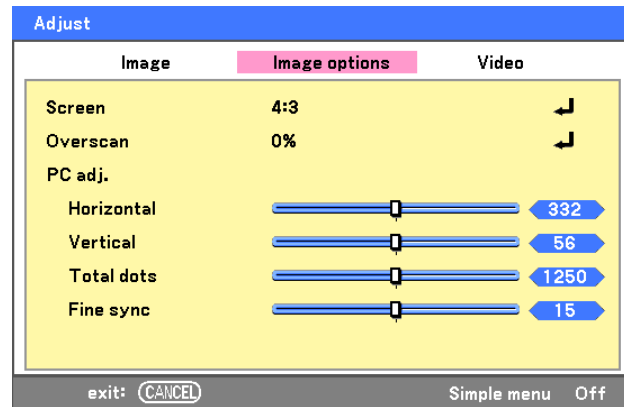 Adjust
Image Image options Video
Screen 4:3
Overscan 0%
PC adj.
Horizontal 332
Vertical 56
Total dots 1250
Fine sync 15
exit: CANCEL Simple menu Off